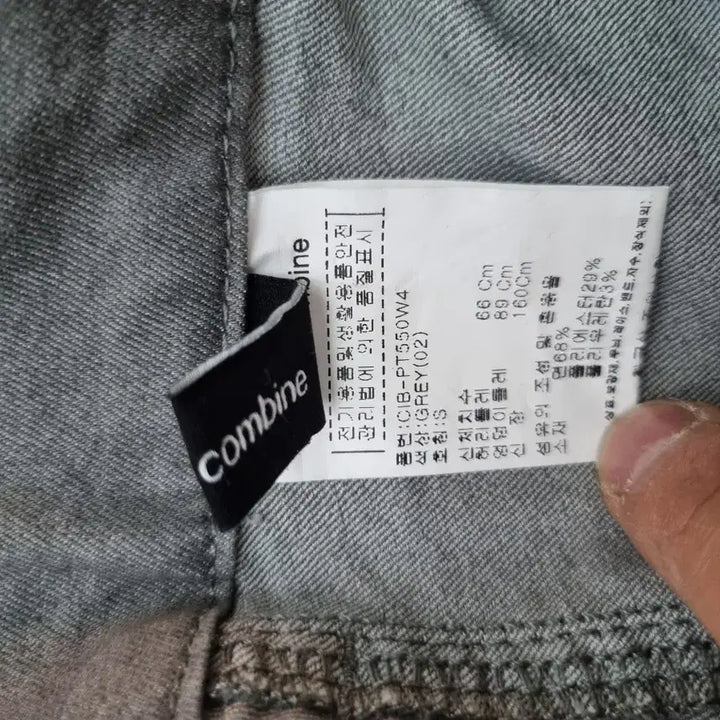 combine
bine
전기용품및생활용품안전
관리법에 의한 품질표시
품번:CIB-PT550W4
색상:GREY(02)
호칭:S
신체치수
허리둘레 66 Cm
엉덩이둘레 89 Cm
신장 160Cm
섬유의 조성 및 혼용율
소재 면68%
폴리에스터29%
폴리우레탄3%